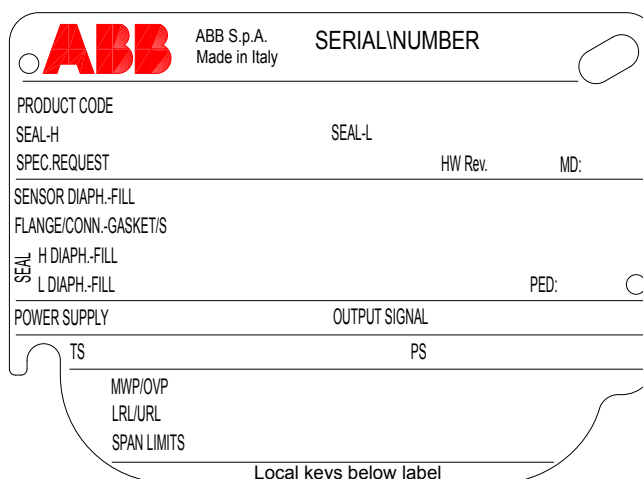 ABB
ABB S.p.A.
Made in Italy
SERIAL\NUMBER
PRODUCT CODE
SEAL-H SEAL-L
SPEC.REQUEST HW Rev. MD:
SENSOR DIAPH.-FILL
FLANGE/CONN.-GASKET/S
SEAL
H DIAPH.-FILL
L DIAPH.-FILL PED:
POWER SUPPLY OUTPUT SIGNAL
TS PS
MWP/OVP
LRL/URL
SPAN LIMITS
Local keys below label